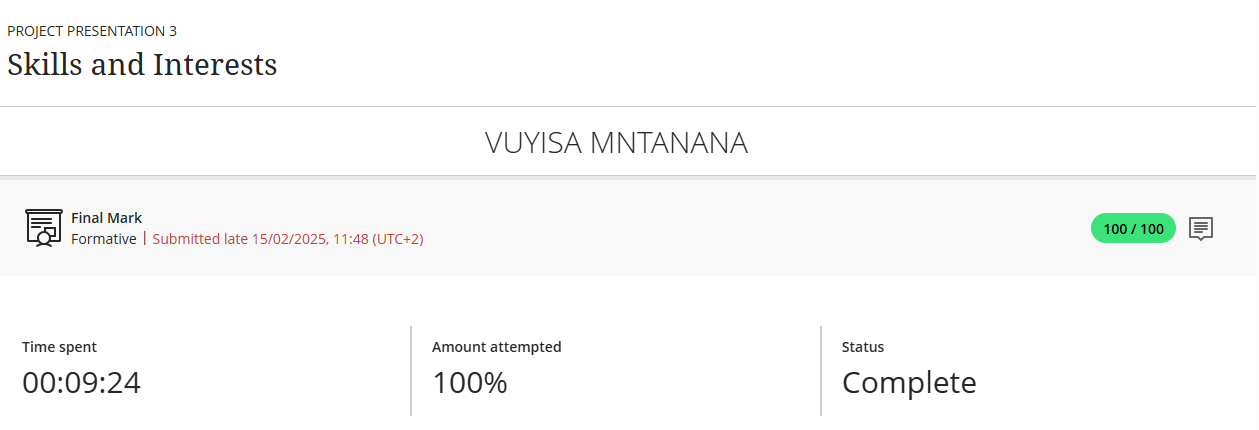 PROJECT PRESENTATION 3
Skills and Interests
VUYISA MNTANANA
Final Mark
Formative | Submitted late 15/02/2025, 11:48 (UTC+2)
100 / 100
Time spent
00:09:24
Amount attempted
100%
Status
Complete